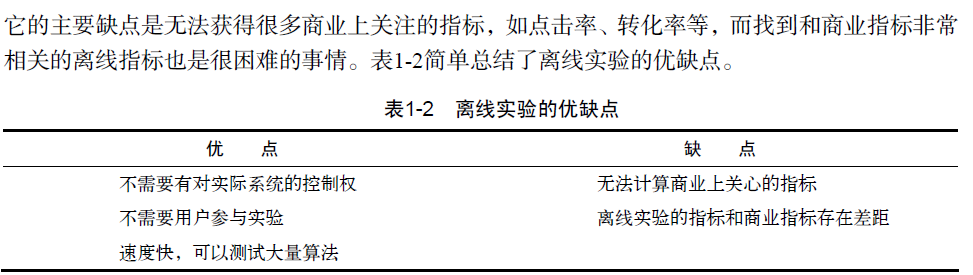 它的主要缺点是无法获得很多商业上关注的指标，如点击率、转化率等，而找到和商业指标非常
相关的离线指标也是很困难的事情。表1-2简单总结了离线实验的优缺点。
表1-2 离线实验的优缺点
优 点 缺 点
不需要有对实际系统的控制权 无法计算商业上关心的指标
不需要用户参与实验 离线实验的指标和商业指标存在差距
速度快，可以测试大量算法